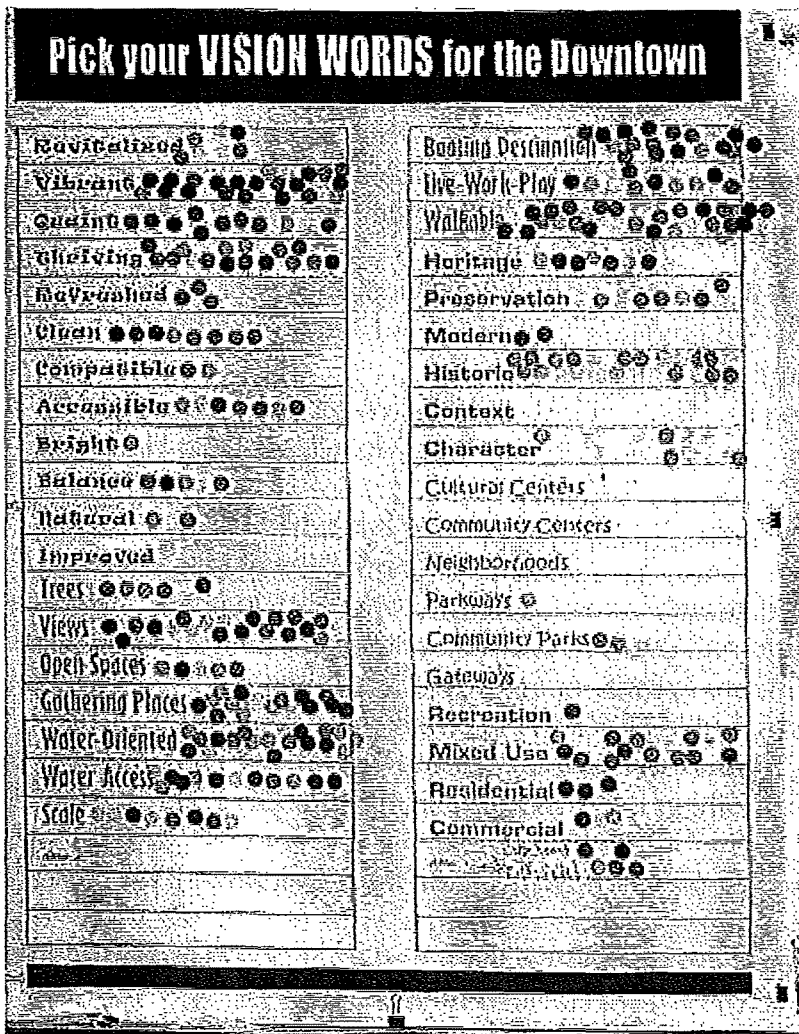 Pick your VISION WORDS for the Downtown
Revitalized
Vibrant
Quaint
Thriving
Refreshed
Clean
Compatible
Accessible
Bright
Balance
Natural
Improved
Trees
Views
Open Spaces
Gathering Places
Water-Oriented
Water Access
Scale
Boating Destination
Live-Work-Play
Walkable
Heritage
Preservation
Modern
Historic
Context
Character
Cultural Centers
Community Centers
Neighborhoods
Parkways
Community Parks
Gateways
Recreation
Mixed Use
Residential
Commercial